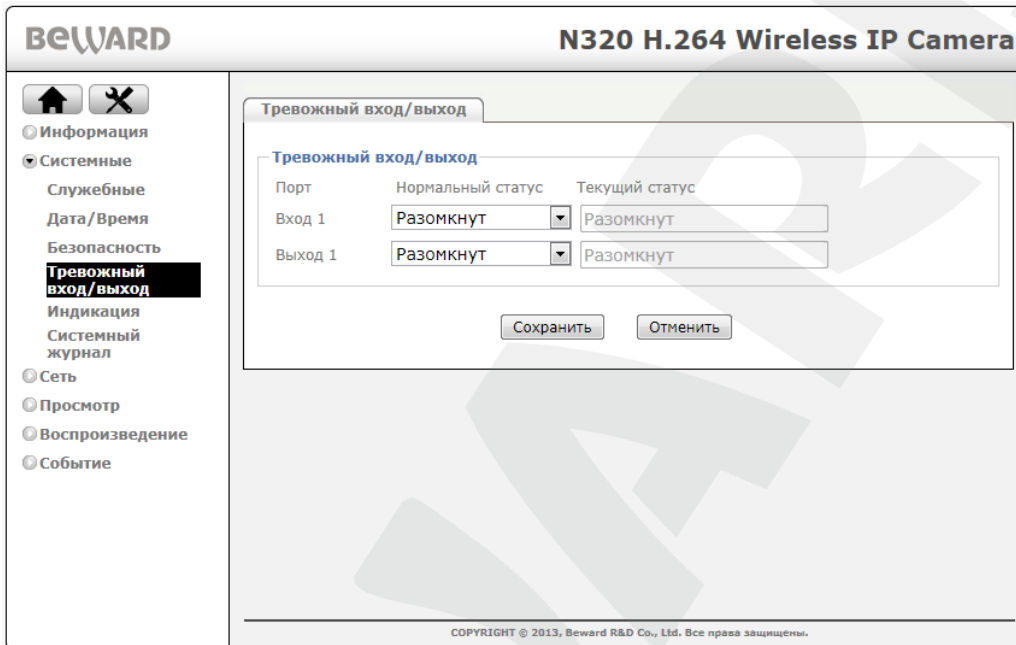 BEWARD
N320 H.264 Wireless IP Camera
Информация
Системные
Служебные
Дата/Время
Безопасность
Тревожный
вход/выход
Индикация
Системный
журнал
Сеть
Просмотр
Воспроизведение
Событие
Тревожный вход/выход
Тревожный вход/выход
Порт Нормальный статус Текущий статус
Вход 1 Разомкнут Разомкнут
Выход 1 Разомкнут Разомкнут
Сохранить Отменить
COPYRIGHT © 2013, Beward R&D Co., Ltd. Все права защищены.